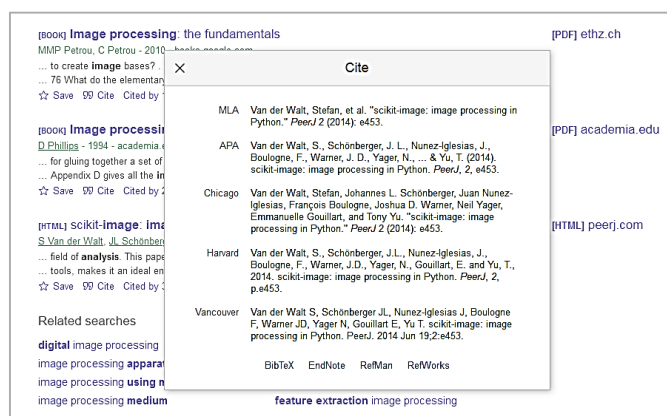 [BOOK] Image processing: the fundamentals
[PDF] ethz.ch
MMP Petrou, C Petrou - 2010 - books.google.com
... to create image bases?
... 76 What do the elementary
Save Cite Cited by
[BOOK] Image
[PDF] academia.edu
D Phillips - 1994 - academia.
... for gluing together a set of
... Appendix D gives all the
Save Cite Cited by
[HTML] scikit-image:
[HTML] peerj.com
S Van der Walt, JL
... field of analysis. This
... tools, makes it an ideal
Save Cite Cited by
Related searches
digital image processing
image processing
image processing using
image processing medium
feature extraction image processing
× Cite
MLA Van der Walt, Stefan, et al. "scikit-image: image processing in
Python." PeerJ 2 (2014): e453.
APA Van der Walt, S., Schönberger, J. L., Nunez-Iglesias, J.,
Boulogne, F., Warner, J. D., Yager, N., ... & Yu, T. (2014).
scikit-image: image processing in Python. PeerJ, 2, e453.
Chicago Van der Walt, Stefan, Johannes L. Schönberger, Juan Nunez-
Iglesias, François Boulogne, Joshua D. Warner, Neil Yager,
Emmanuelle Gouillart, and Tony Yu. "scikit-image: image
processing in Python." PeerJ 2 (2014): e453.
Harvard Van der Walt, S., Schönberger, J.L., Nunez-Iglesias, J.,
Boulogne, F., Warner, J.D., Yager, N., Gouillart, E. and Yu, T.,
2014. scikit-image: image processing in Python. PeerJ, 2,
p.e453.
Vancouver Van der Walt S, Schönberger JL, Nunez-Iglesias J, Boulogne
F, Warner JD, Yager N, Gouillart E, Yu T. scikit-image: image
processing in Python. PeerJ. 2014 Jun 19;2:e453.
BibTeX EndNote RefMan RefWorks